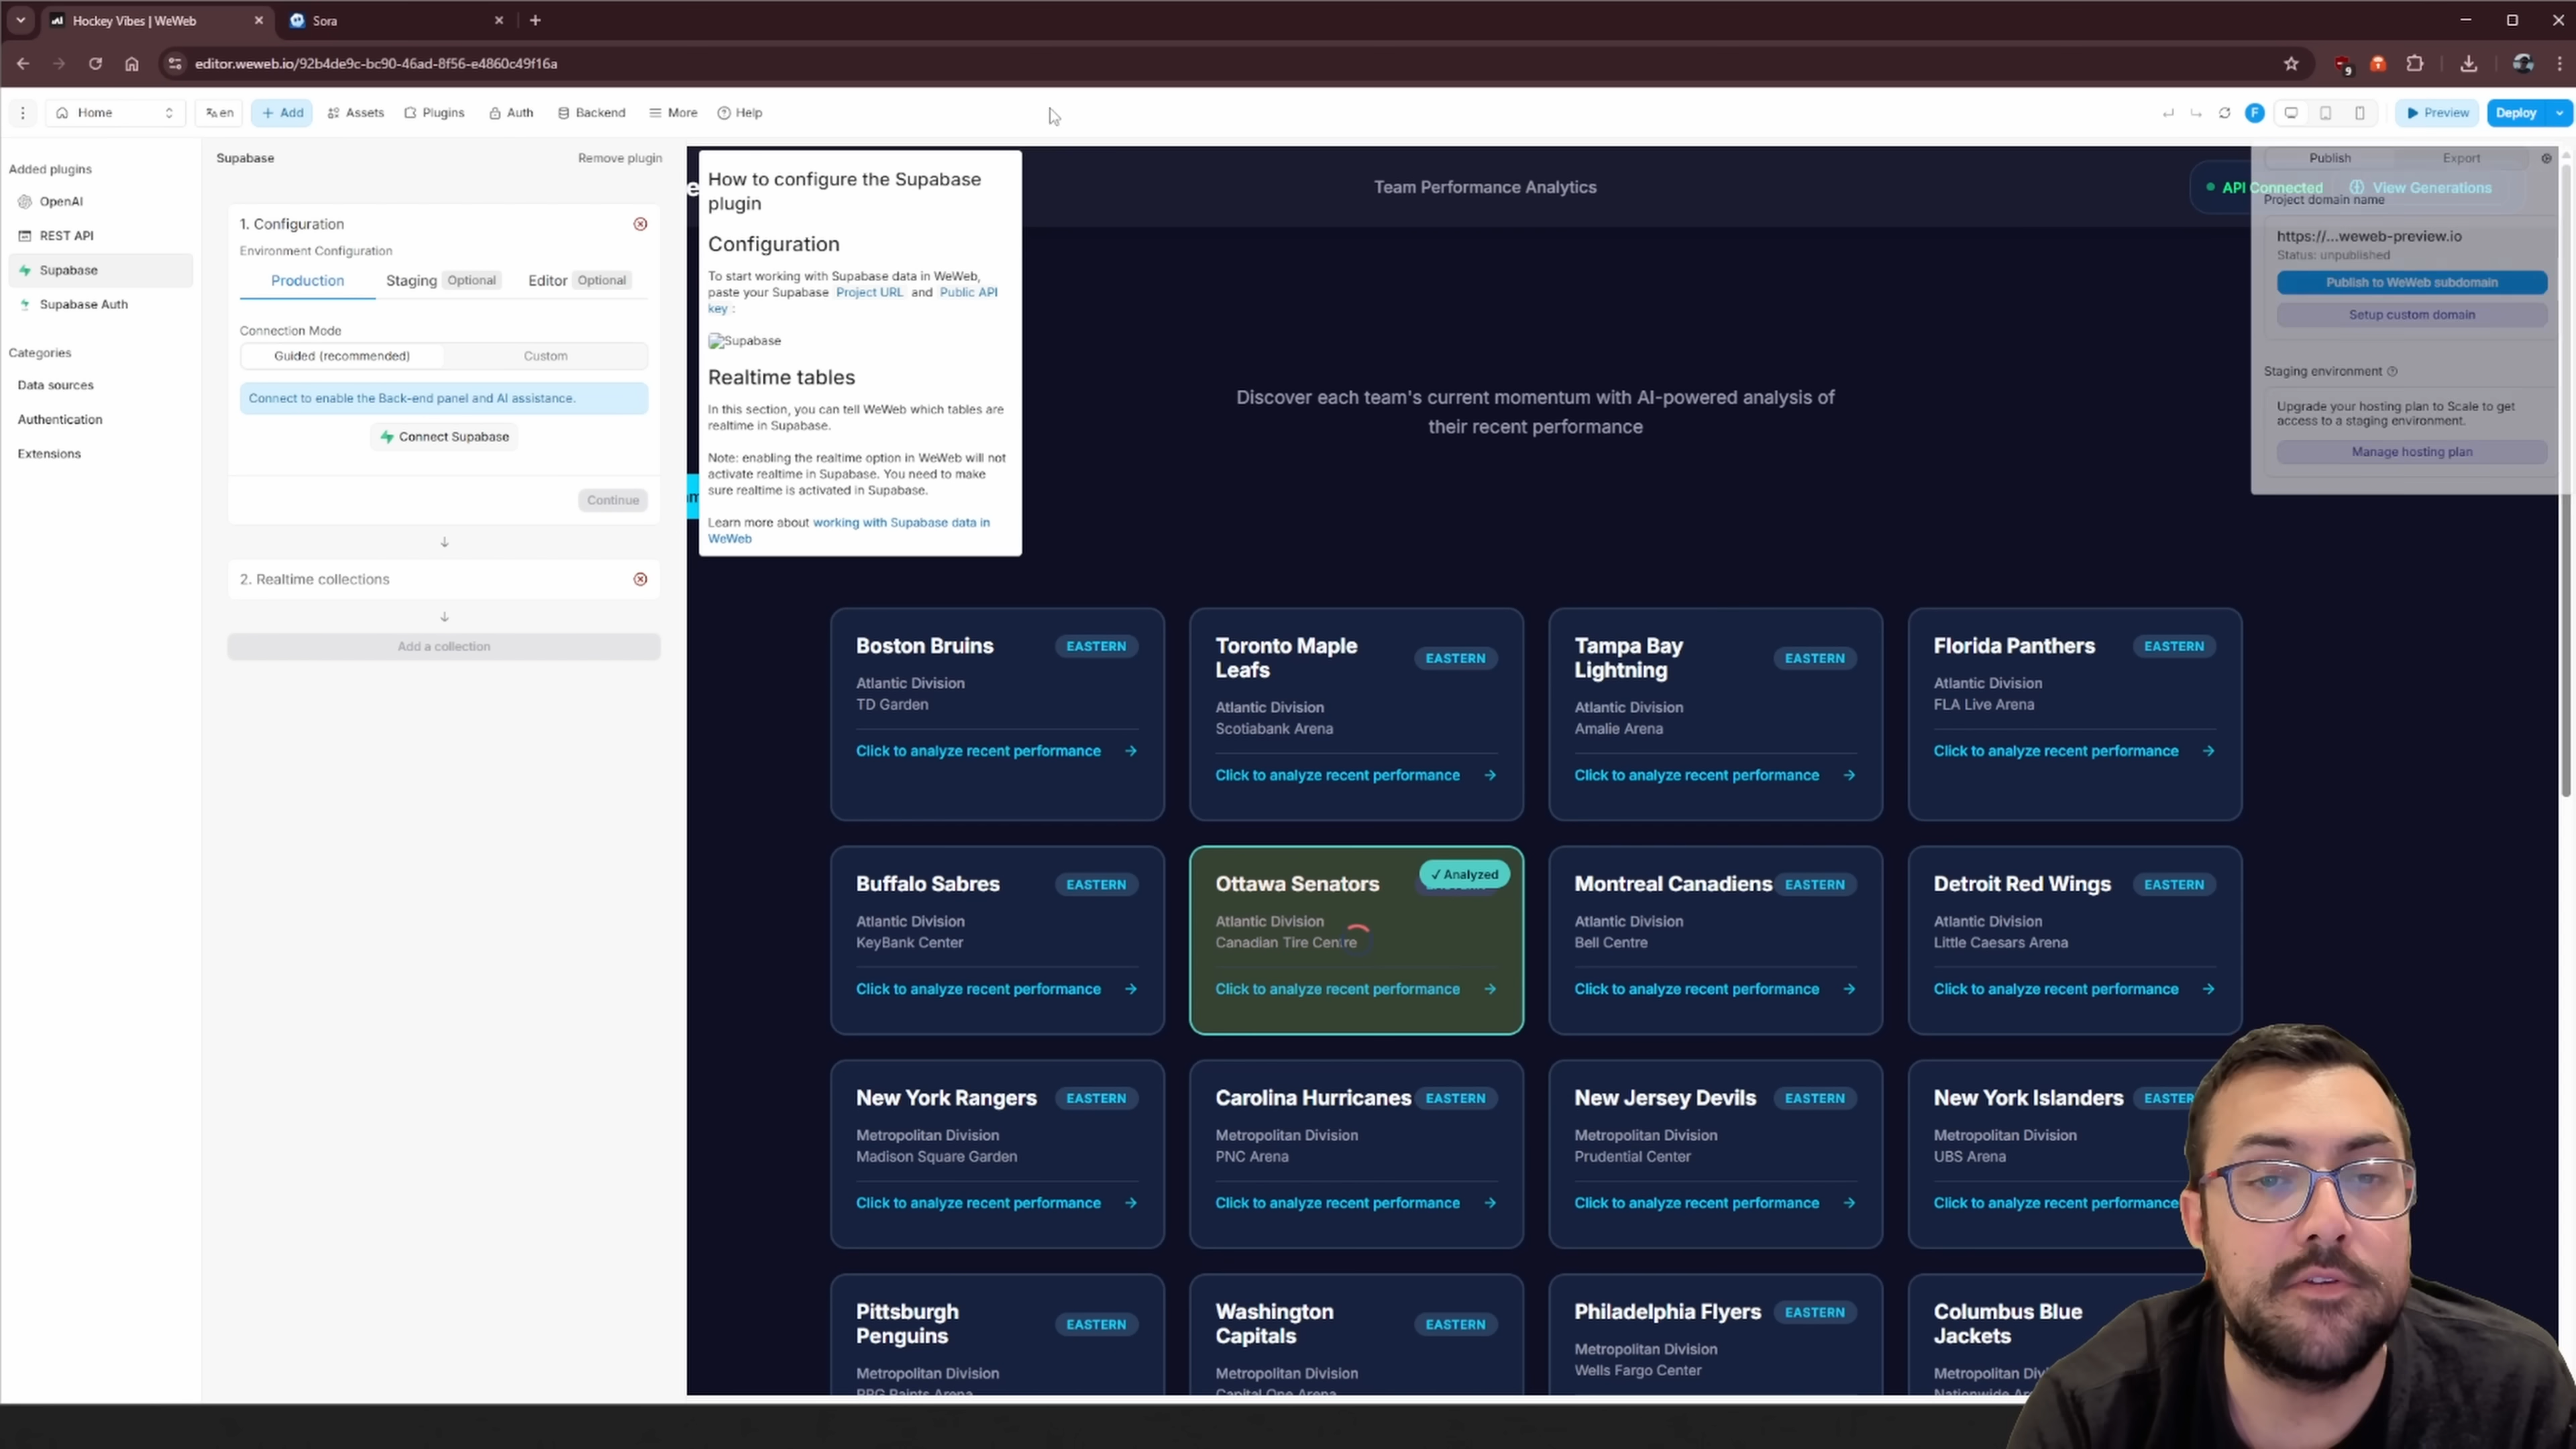 Hockey Vibes | WeWeb
Sora
editor.weweb.io/92b4de9c-bc90-46ad-8f56-e4860c49f16a
9
Home
en
+ Add
Assets
Plugins
Auth
Backend
More
Help
F
Preview
Deploy
Added plugins
OpenAI
REST API
Supabase
Supabase Auth
Categories
Data sources
Authentication
Extensions
Supabase
Remove plugin
1. Configuration
Environment Configuration
Production
Staging Optional
Editor Optional
Connection Mode
Guided (recommended)
Custom
Connect to enable the Back-end panel and AI assistance.
Connect Supabase
Continue
2. Realtime collections
Add a collection
How to configure the Supabase
plugin
Configuration
To start working with Supabase data in WeWeb,
paste your Supabase Project URL and Public API
key :
Supabase
Realtime tables
In this section, you can tell WeWeb which tables are
realtime in Supabase.
Note: enabling the realtime option in WeWeb will not
activate realtime in Supabase. You need to make
sure realtime is activated in Supabase.
Learn more about working with Supabase data in
WeWeb
Team Performance Analytics
API Connected
View Generations
Publish
Export
Project domain name
https://...weweb-preview.io
Status: unpublished
Publish to WeWeb subdomain
Setup custom domain
Staging environment
Upgrade your hosting plan to Scale to get
access to a staging environment.
Manage hosting plan
Discover each team's current momentum with AI-powered analysis of
their recent performance
Boston Bruins
EASTERN
Atlantic Division
TD Garden
Click to analyze recent performance →
Toronto Maple
Leafs
EASTERN
Atlantic Division
Scotiabank Arena
Click to analyze recent performance →
Tampa Bay
Lightning
EASTERN
Atlantic Division
Amalie Arena
Click to analyze recent performance →
Florida Panthers
EASTERN
Atlantic Division
FLA Live Arena
Click to analyze recent performance →
Buffalo Sabres
EASTERN
Atlantic Division
KeyBank Center
Click to analyze recent performance →
Ottawa Senators
✓ Analyzed
Atlantic Division
Canadian Tire Centre
Click to analyze recent performance →
Montreal Canadiens
EASTERN
Atlantic Division
Bell Centre
Click to analyze recent performance →
Detroit Red Wings
EASTERN
Atlantic Division
Little Caesars Arena
Click to analyze recent performance →
New York Rangers
EASTERN
Metropolitan Division
Madison Square Garden
Click to analyze recent performance →
Carolina Hurricanes
EASTERN
Metropolitan Division
PNC Arena
Click to analyze recent performance →
New Jersey Devils
EASTERN
Metropolitan Division
Prudential Center
Click to analyze recent performance →
New York Islanders
EASTER
Metropolitan Division
UBS Arena
Click to analyze recent performance
Pittsburgh
Penguins
EASTERN
Metropolitan Division
PPG Paints Arena
Washington
Capitals
EASTERN
Metropolitan Division
Capital One Arena
Philadelphia Flyers
EASTERN
Metropolitan Division
Wells Fargo Center
Columbus Blue
Jackets